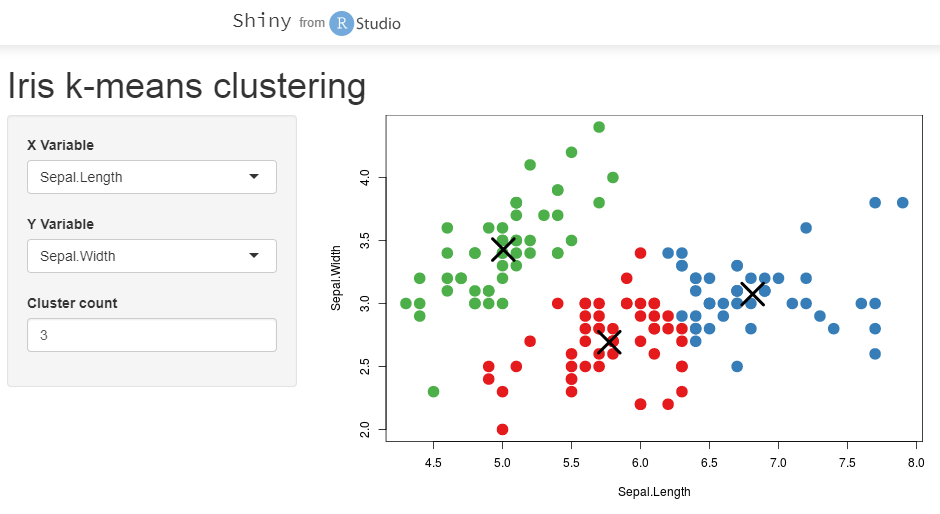 Shiny from R Studio
Iris k-means clustering
X Variable
Sepal.Length
Y Variable
Sepal.Width
Cluster count
3
Sepal.Width
4.0
3.5
3.0
2.5
2.0
4.5 5.0 5.5 6.0 6.5 7.0 7.5 8.0
Sepal.Length